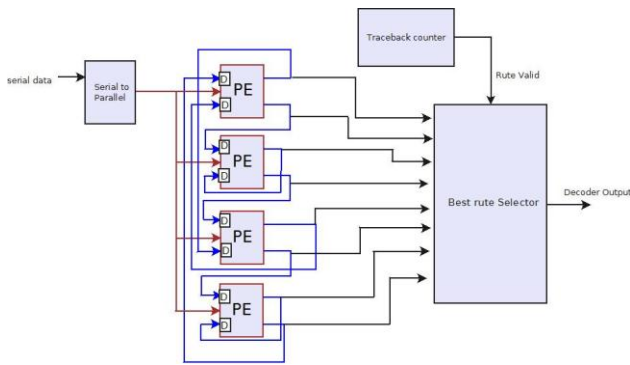 Traceback counter
serial data
Serial to
Parallel
D
PE
D
Rute Valid
D
PE
D
Best rute Selector
Decoder Output
D
PE
D
D
PE
D